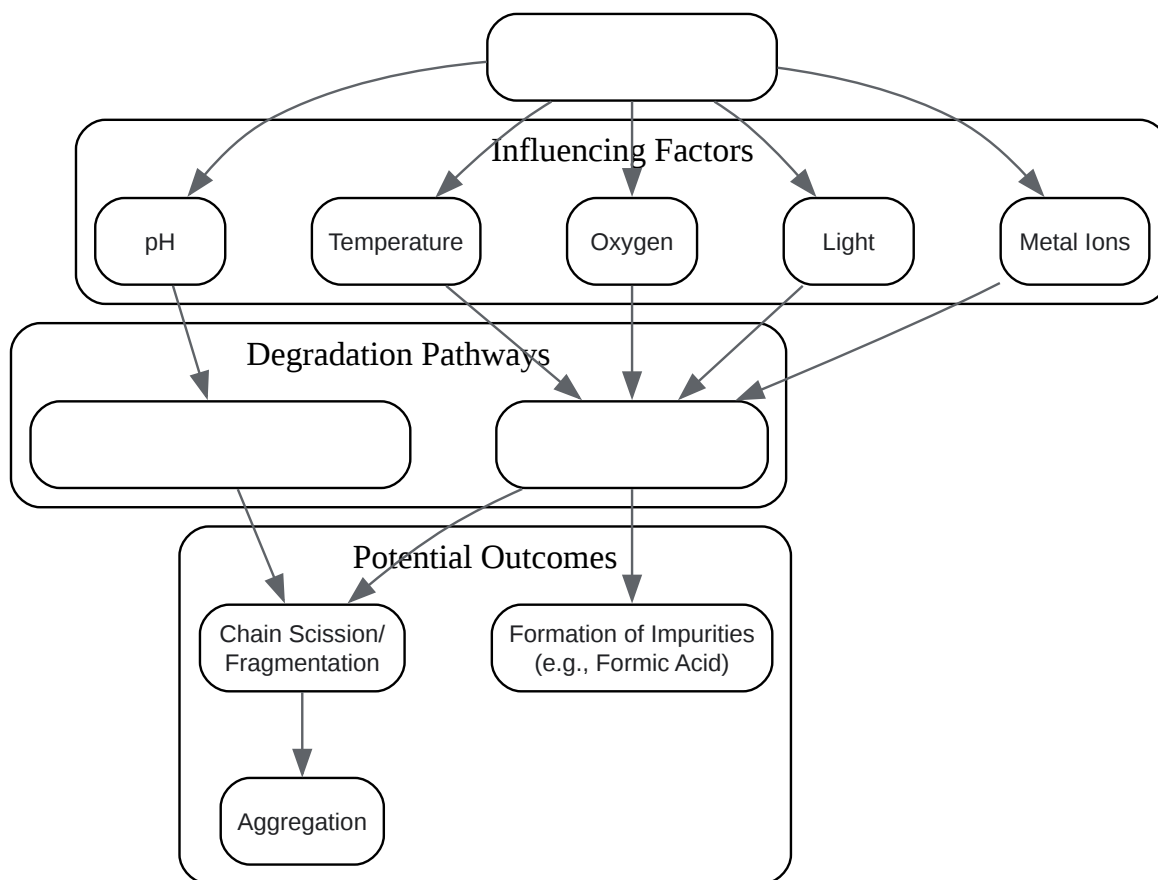 Influencing Factors
pH
Temperature
Oxygen
Light
Metal Ions
Degradation Pathways
Potential Outcomes
Chain Scission/
Fragmentation
Formation of Impurities
(e.g., Formic Acid)
Aggregation